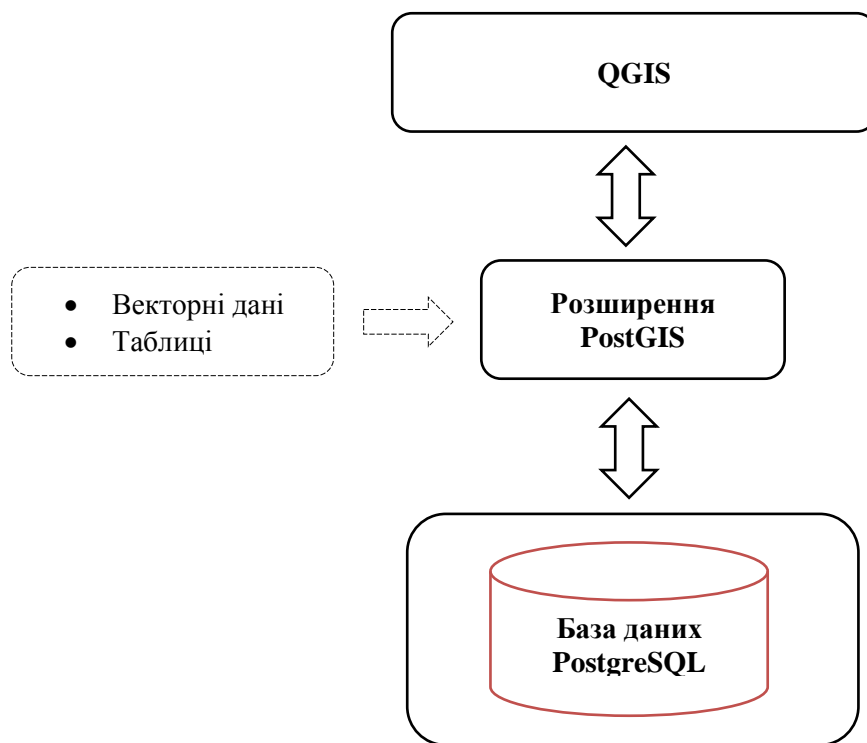 QGIS
Векторні дані
Таблиці
Розширення
PostGIS
База даних
PostgreSQL